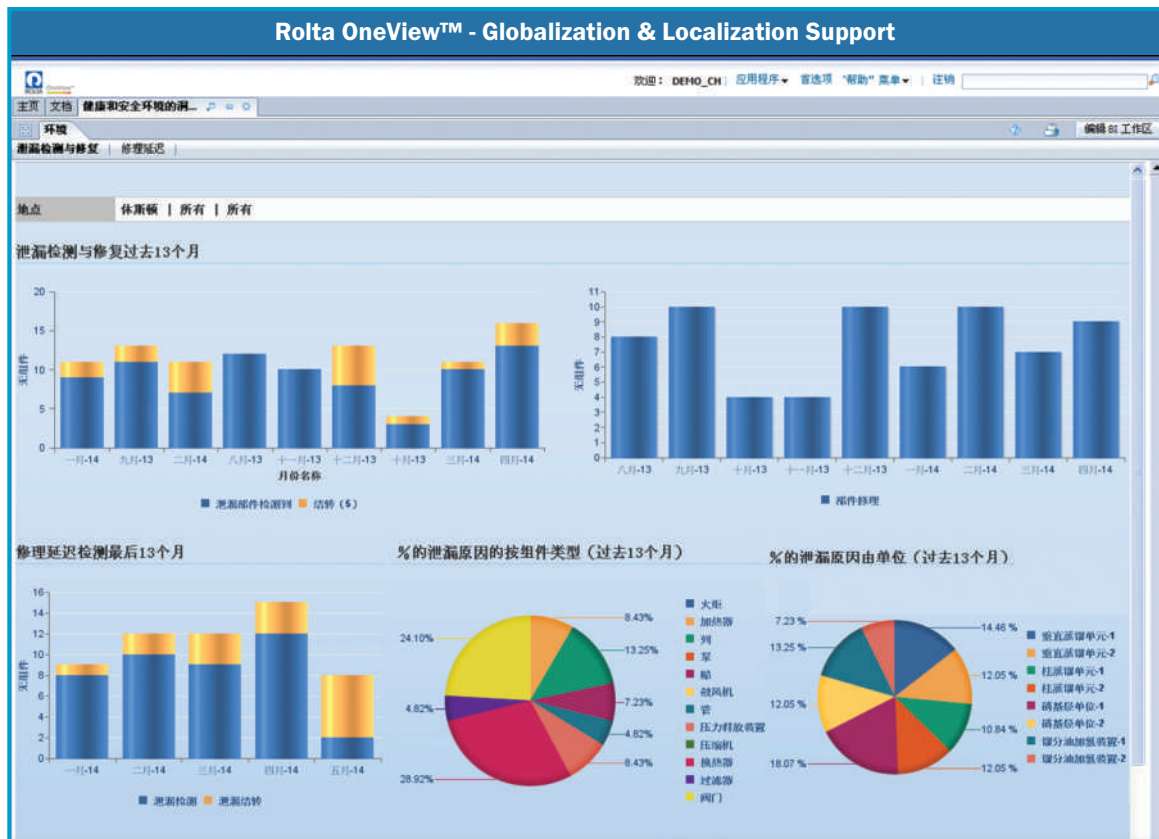 Rolta OneView™ - Globalization & Localization Support
ROLTA OneView™
欢迎： DEMO_CH 应用程序 首选项 "帮助" 菜单 | 注销
主页 文档 健康和安全环境的洞...
环境 编辑 BI 工作区
泄漏检测与修复 | 修理延迟 |
地点 休斯顿 | 所有 | 所有
泄漏检测与修复过去13个月
20
15
10
5
0
无组件
一月-14 九月-13 二月-14 八月-13 十一月-13 十二月-13 十月-13 三月-14 四月-14
月份名称
泄漏部件检测到 结转（5）
11
10
9
8
7
6
5
4
3
2
1
0
无组件
八月-13 九月-13 十月-13 十一月-13 十二月-13 一月-14 二月-14 三月-14 四月-14
部件修理
修理延迟检测最后13个月
16
14
12
10
8
6
4
2
0
无组件
一月-14 二月-14 三月-14 四月-14 五月-14
泄漏检测 泄漏结转
%的泄漏原因的按组件类型（过去13个月）
8.43%
13.25%
7.23%
4.82%
8.43%
28.92%
4.82%
24.10%
火炬
加热器
列
泵
船
鼓风机
管
压力释放装置
压缩机
换热器
过滤器
阀门
%的泄漏原因由单位（过去13个月）
14.46 %
12.05 %
10.84 %
12.05 %
18.07 %
12.05 %
13.25 %
7.23 %
垂直蒸馏单元-1
垂直蒸馏单元-2
柱蒸馏单元-1
柱蒸馏单元-2
硝基烃单位-1
硝基烃单位-2
馏分油加氢装置-1
馏分油加氢装置-2